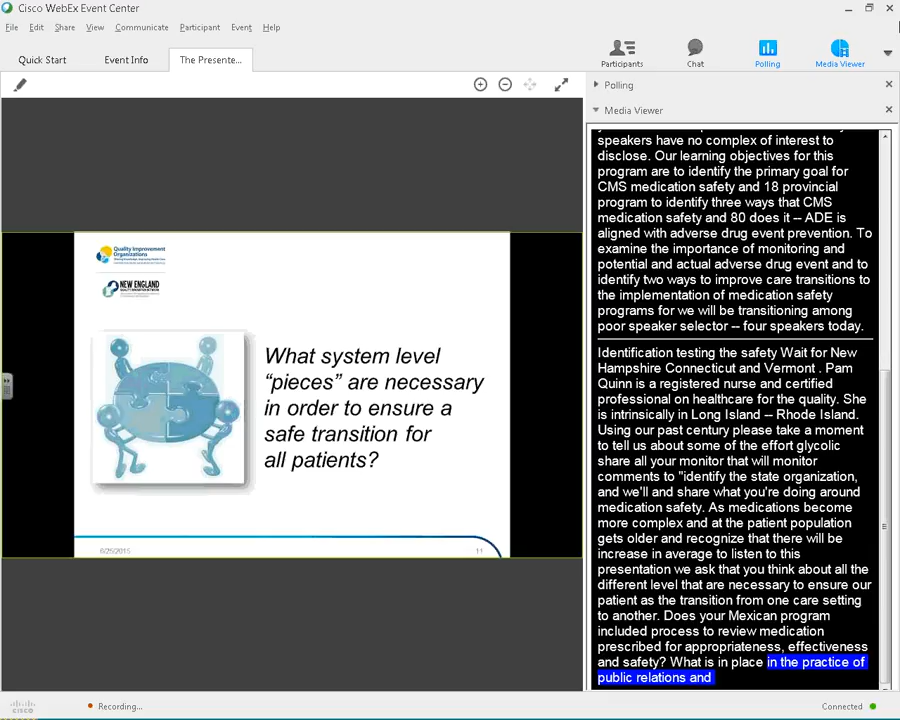 Cisco WebEx Event Center
File Edit Share View Communicate Participant Event Help
Quick Start Event Info The Presente...
Participants Chat Polling Media Viewer
Polling
Media Viewer
speakers have no complex of interest to
disclose. Our learning objectives for this
program are to identify the primary goal for
CMS medication safety and 18 provincial
program to identify three ways that CMS
medication safety and 80 does it -- ADE is
aligned with adverse drug event prevention. To
examine the importance of monitoring and
potential and actual adverse drug event and to
identify two ways to improve care transitions to
the implementation of medication safety
programs for we will be transitioning among
poor speaker selector -- four speakers today.
Identification testing the safety Wait for New
Hampshire Connecticut and Vermont . Pam
Quinn is a registered nurse and certified
professional on healthcare for the quality. She
is intrinsically in Long Island -- Rhode Island.
Using our past century please take a moment
to tell us about some of the effort glycolic
share all your monitor that will monitor
comments to "identify the state organization,
and we'll and share what you're doing around
medication safety. As medications become
more complex and at the patient population
gets older and recognize that there will be
increase in average to listen to this
presentation we ask that you think about all the
different level that are necessary to ensure our
patient as the transition from one care setting
to another. Does your Mexican program
included process to review medication
prescribed for appropriateness, effectiveness
and safety? What is in place in the practice of
public relations and
Quality Improvement
Organizations
NEW ENGLAND
What system level
“pieces” are necessary
in order to ensure a
safe transition for
all patients?
6/25/2015 11
cisco Recording... Connected